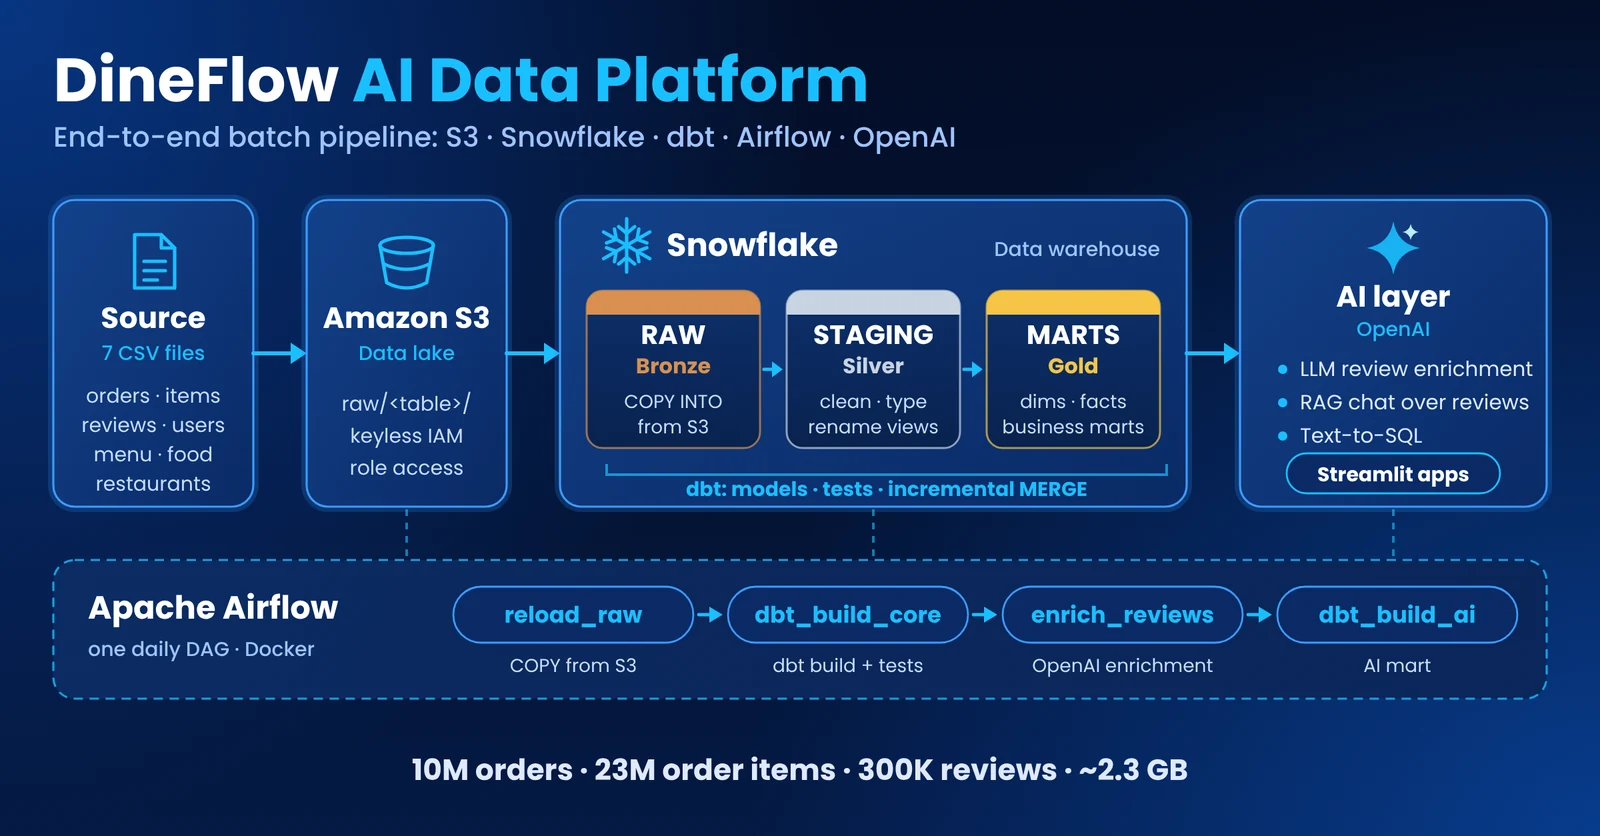 DineFlow AI Data Platform
End-to-end batch pipeline: S3 · Snowflake · dbt · Airflow · OpenAI
Source
7 CSV files
orders · items
reviews · users
menu · food
restaurants
Amazon S3
Data lake
raw/<table>/
keyless IAM
role access
Snowflake
Data warehouse
RAW
Bronze
COPY INTO
from S3
STAGING
Silver
clean · type
rename views
MARTS
Gold
dims · facts
business marts
dbt: models · tests · incremental MERGE
AI layer
OpenAI
LLM review enrichment
RAG chat over reviews
Text-to-SQL
Streamlit apps
Apache Airflow
one daily DAG · Docker
reload_raw
COPY from S3
dbt_build_core
dbt build + tests
enrich_reviews
OpenAI enrichment
dbt_build_ai
AI mart
10M orders · 23M order items · 300K reviews · ~2.3 GB